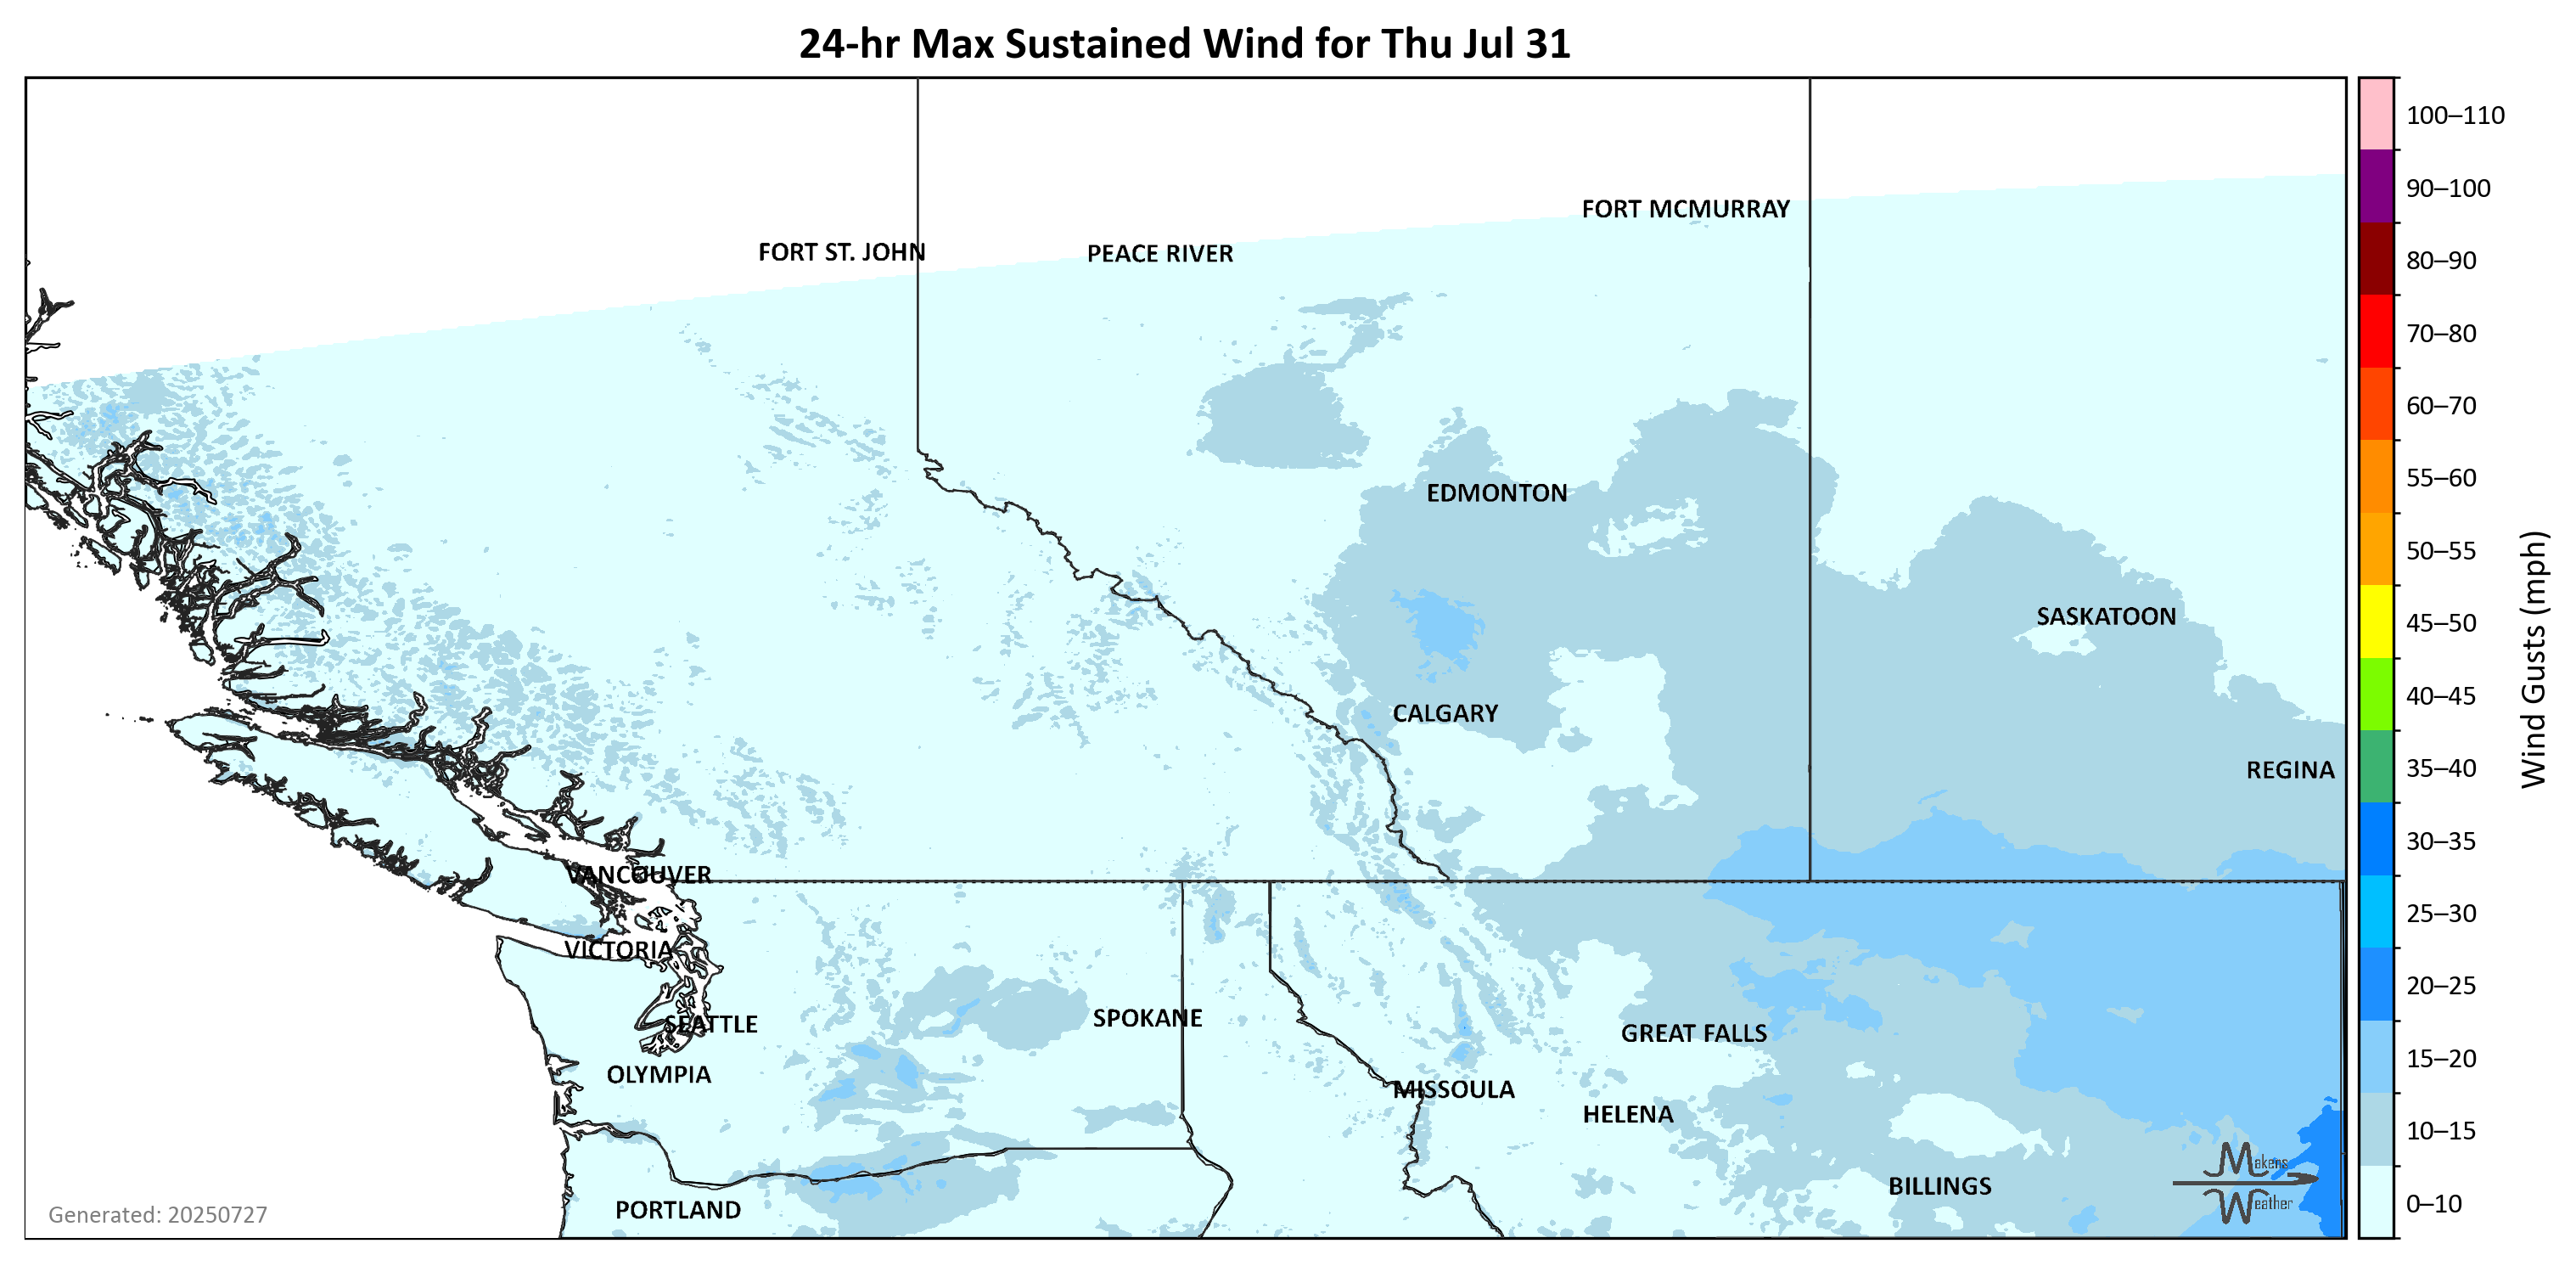 24-hr Max Sustained Wind for Thu Jul 31
100–110
90–100
80–90
70–80
60–70
55–60
50–55
45–50
40–45
35–40
30–35
25–30
20–25
15–20
10–15
0–10
Wind Gusts (mph)
FORT MCMURRAY
FORT ST. JOHN
PEACE RIVER
EDMONTON
SASKATOON
CALGARY
REGINA
VANCOUVER
VICTORIA
SPOKANE
SEATTLE
GREAT FALLS
OLYMPIA
MISSOULA
HELENA
BILLINGS
PORTLAND
Makers
Weather
Generated: 20250727